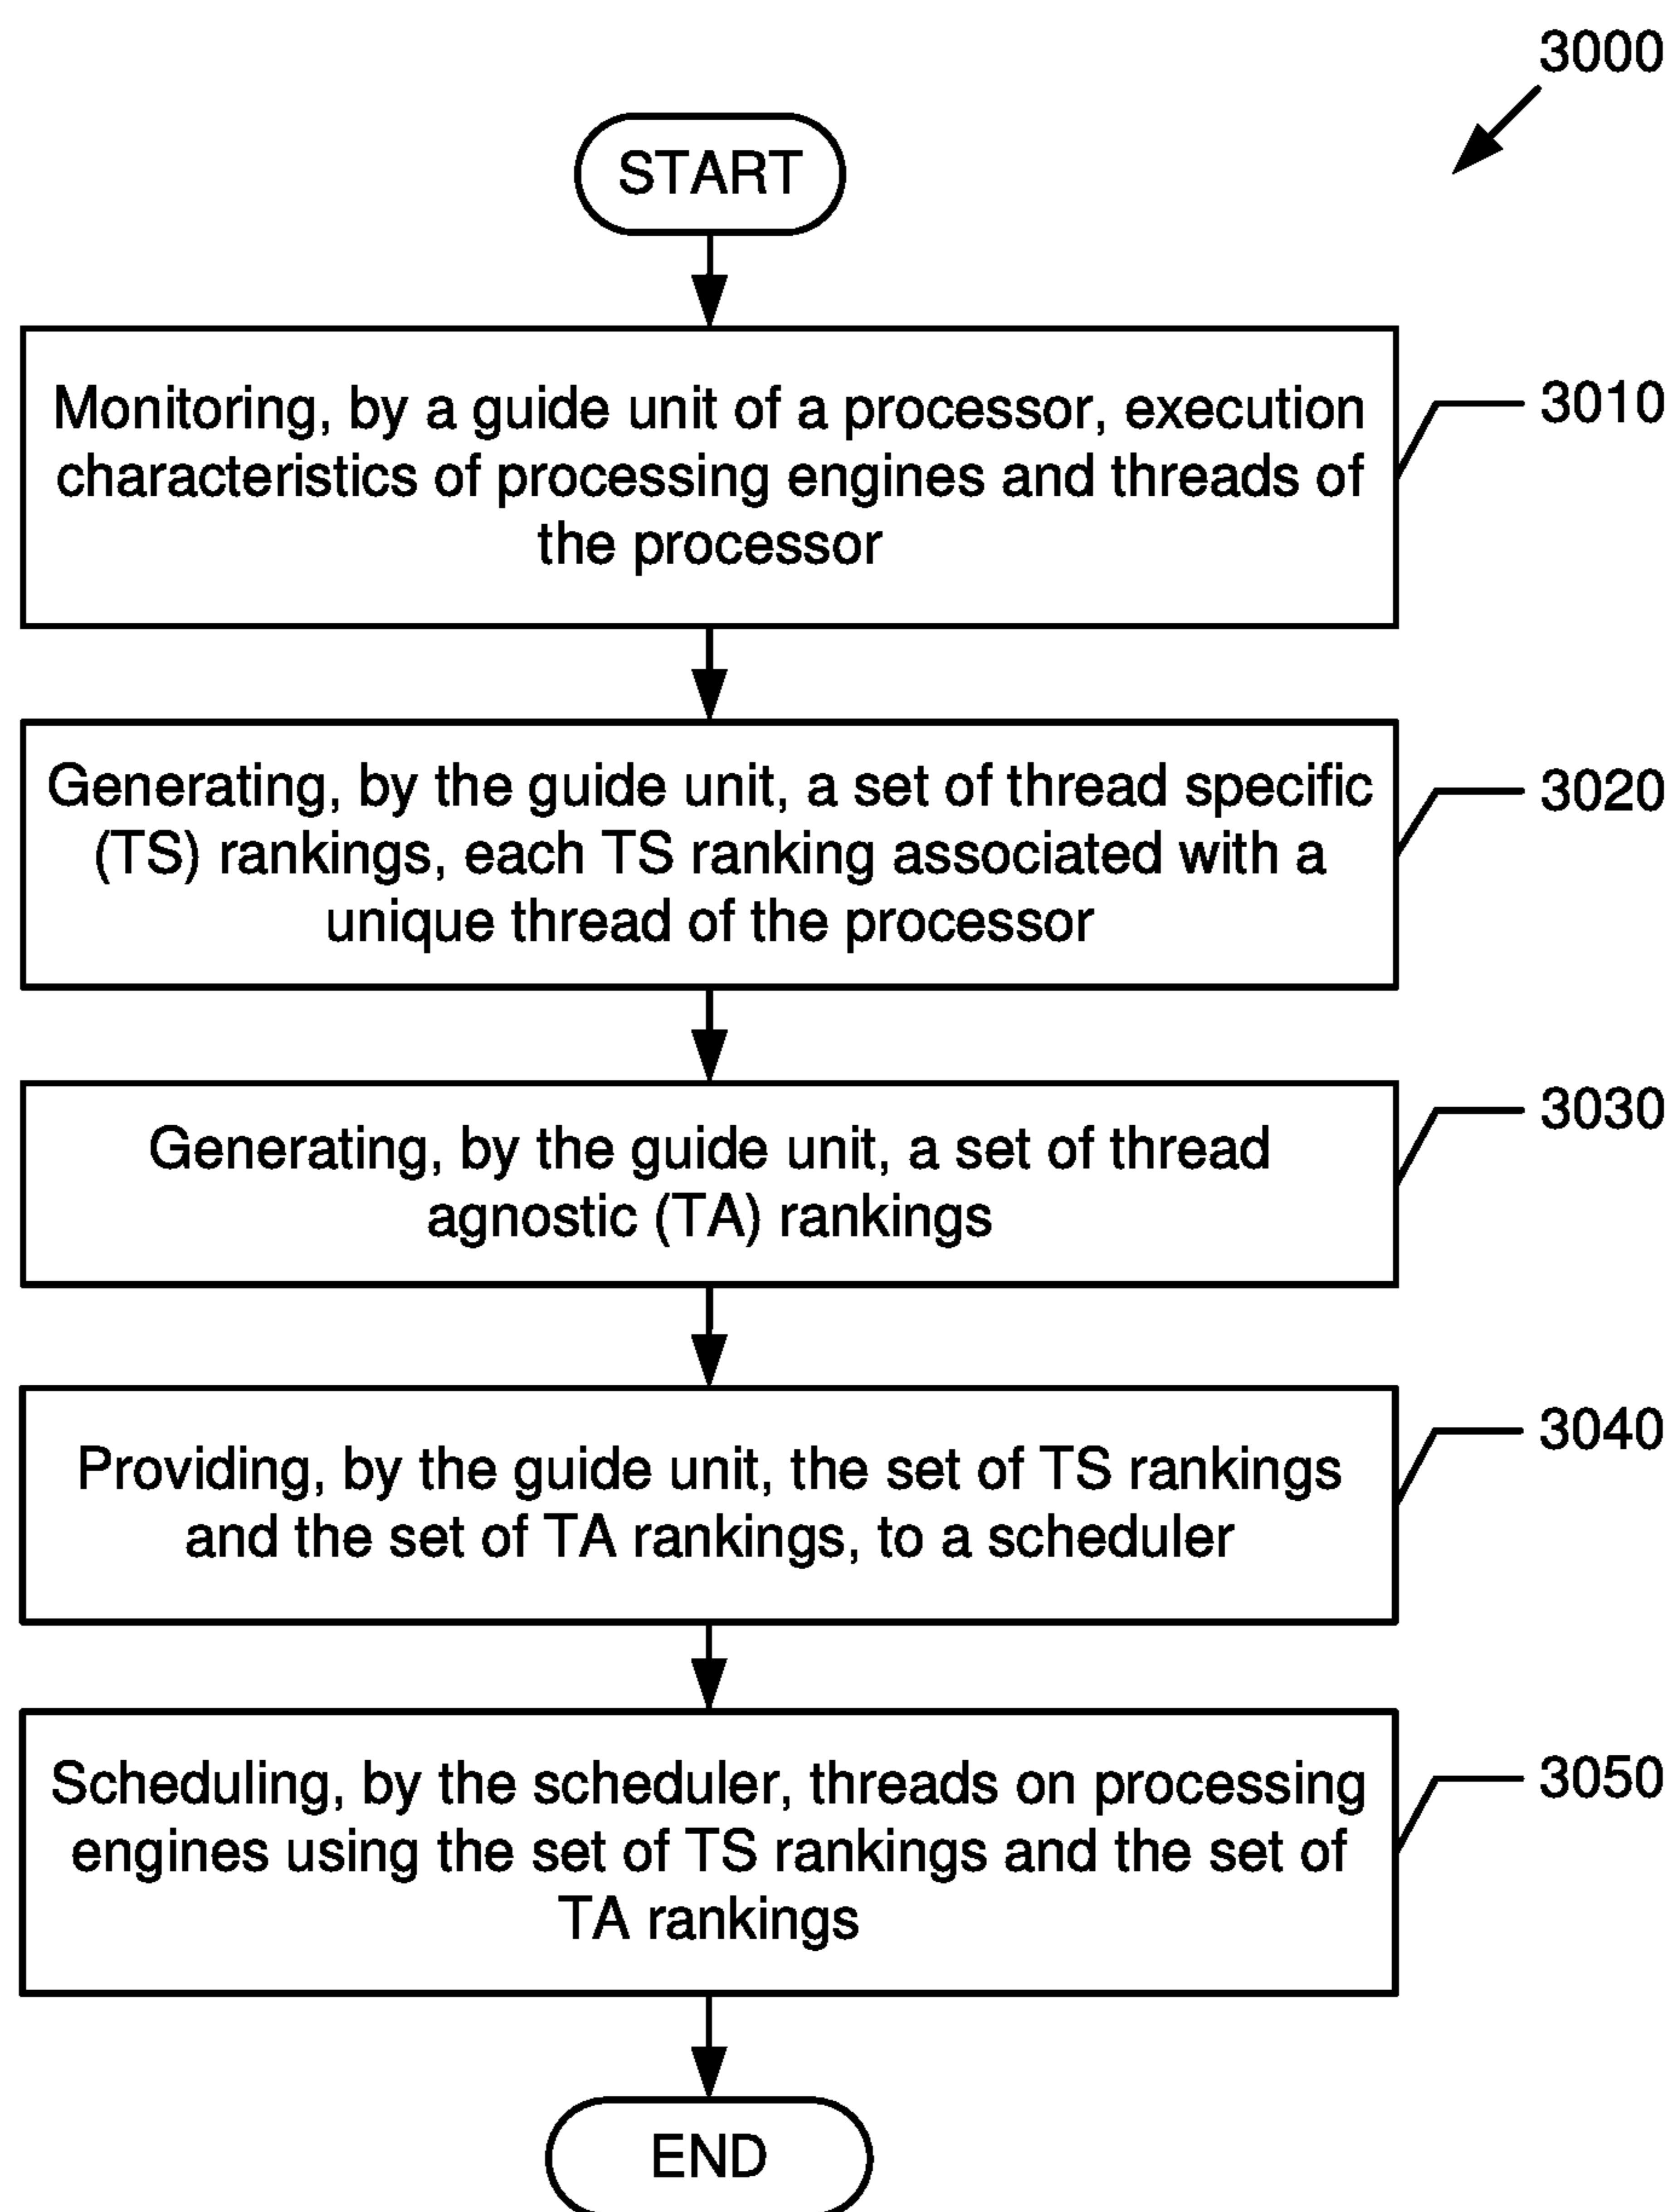 3000
START
Monitoring, by a guide unit of a processor, execution
characteristics of processing engines and threads of
the processor
3010
Generating, by the guide unit, a set of thread specific
(TS) rankings, each TS ranking associated with a
unique thread of the processor
3020
Generating, by the guide unit, a set of thread
agnostic (TA) rankings
3030
Providing, by the guide unit, the set of TS rankings
and the set of TA rankings, to a scheduler
3040
Scheduling, by the scheduler, threads on processing
engines using the set of TS rankings and the set of
TA rankings
3050
END